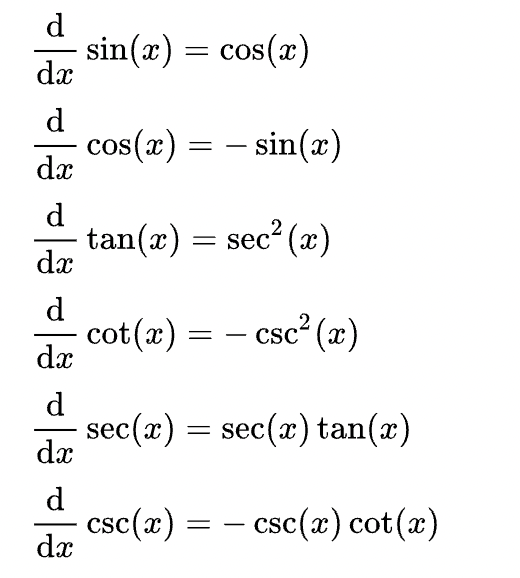 d/dx sin(x) = cos(x)
d/dx cos(x) = − sin(x)
d/dx tan(x) = sec²(x)
d/dx cot(x) = − csc²(x)
d/dx sec(x) = sec(x) tan(x)
d/dx csc(x) = − csc(x) cot(x)